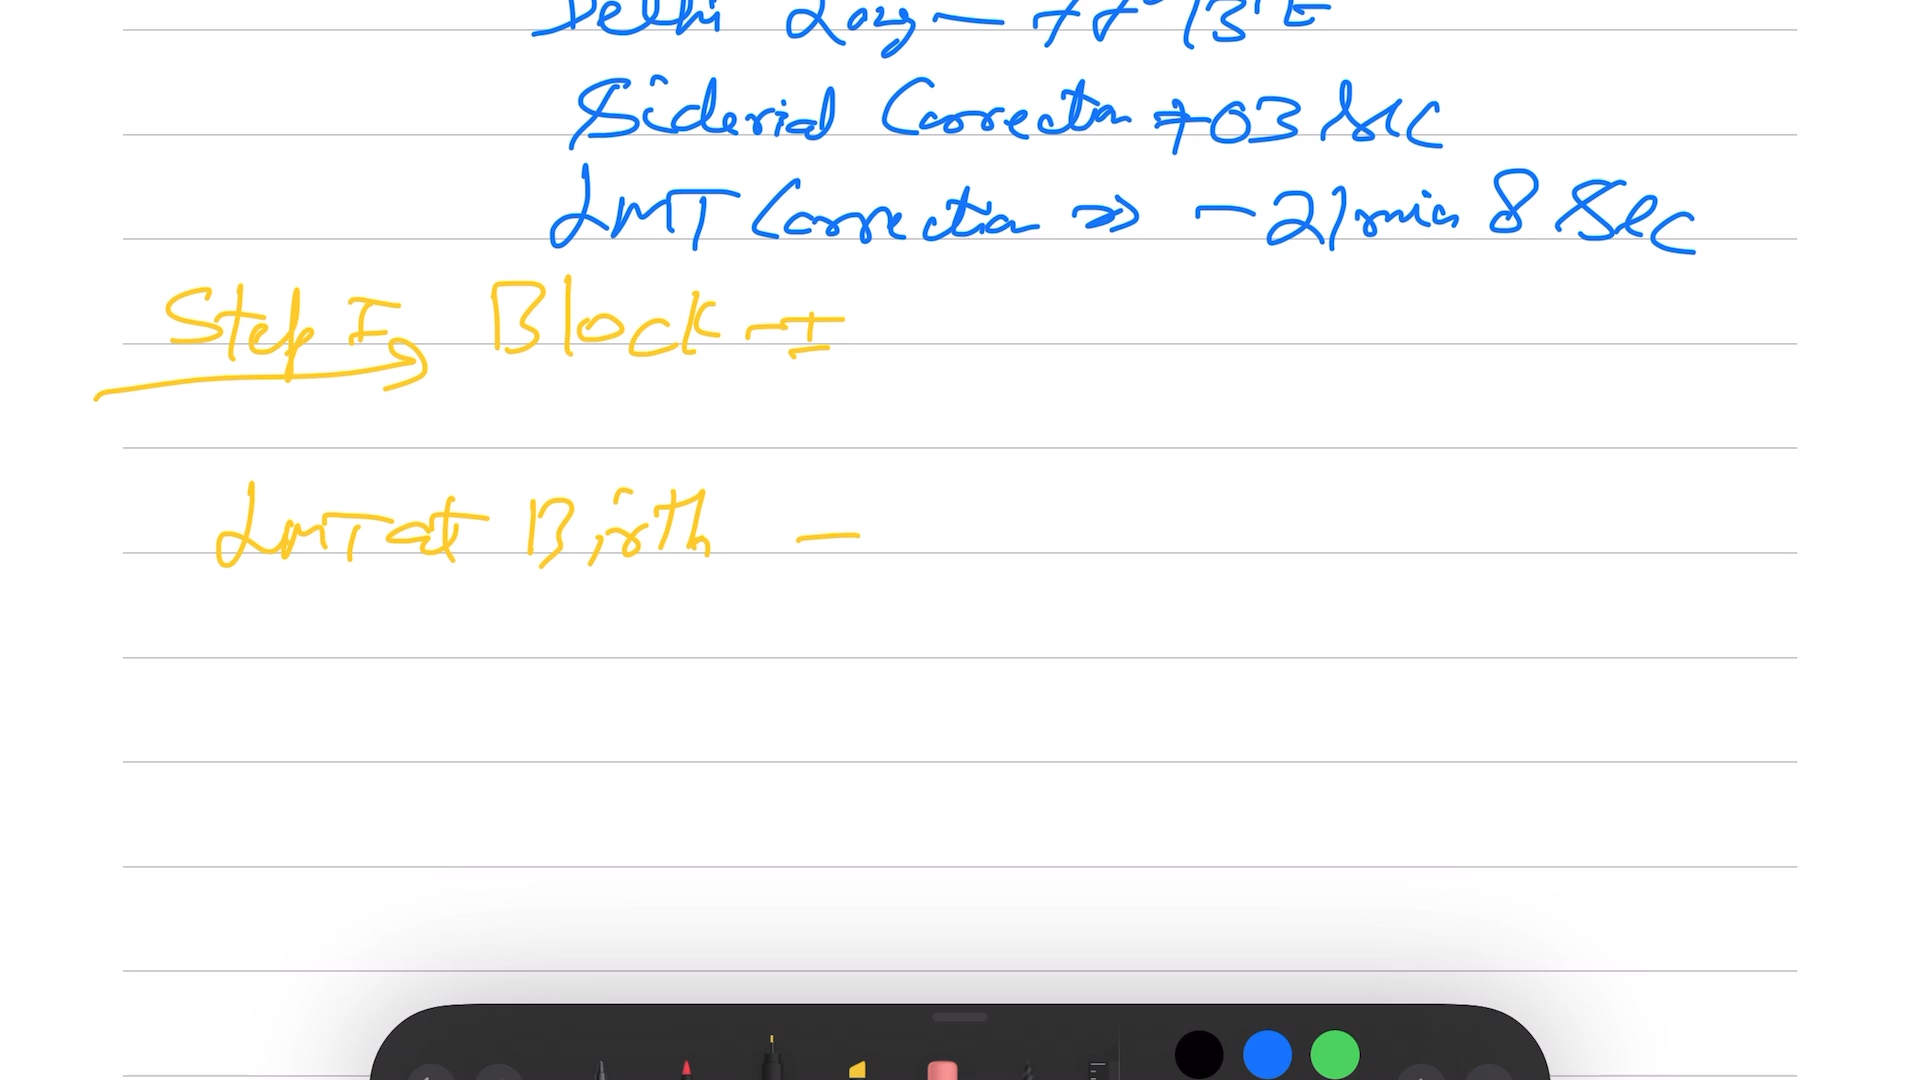 Delhi Long — 77° 13' E
Siderial Correction → 03 Sec
LMT Correction ⇒ - 21 min 8 Sec
Step I → Block - I
LMT at Birth —